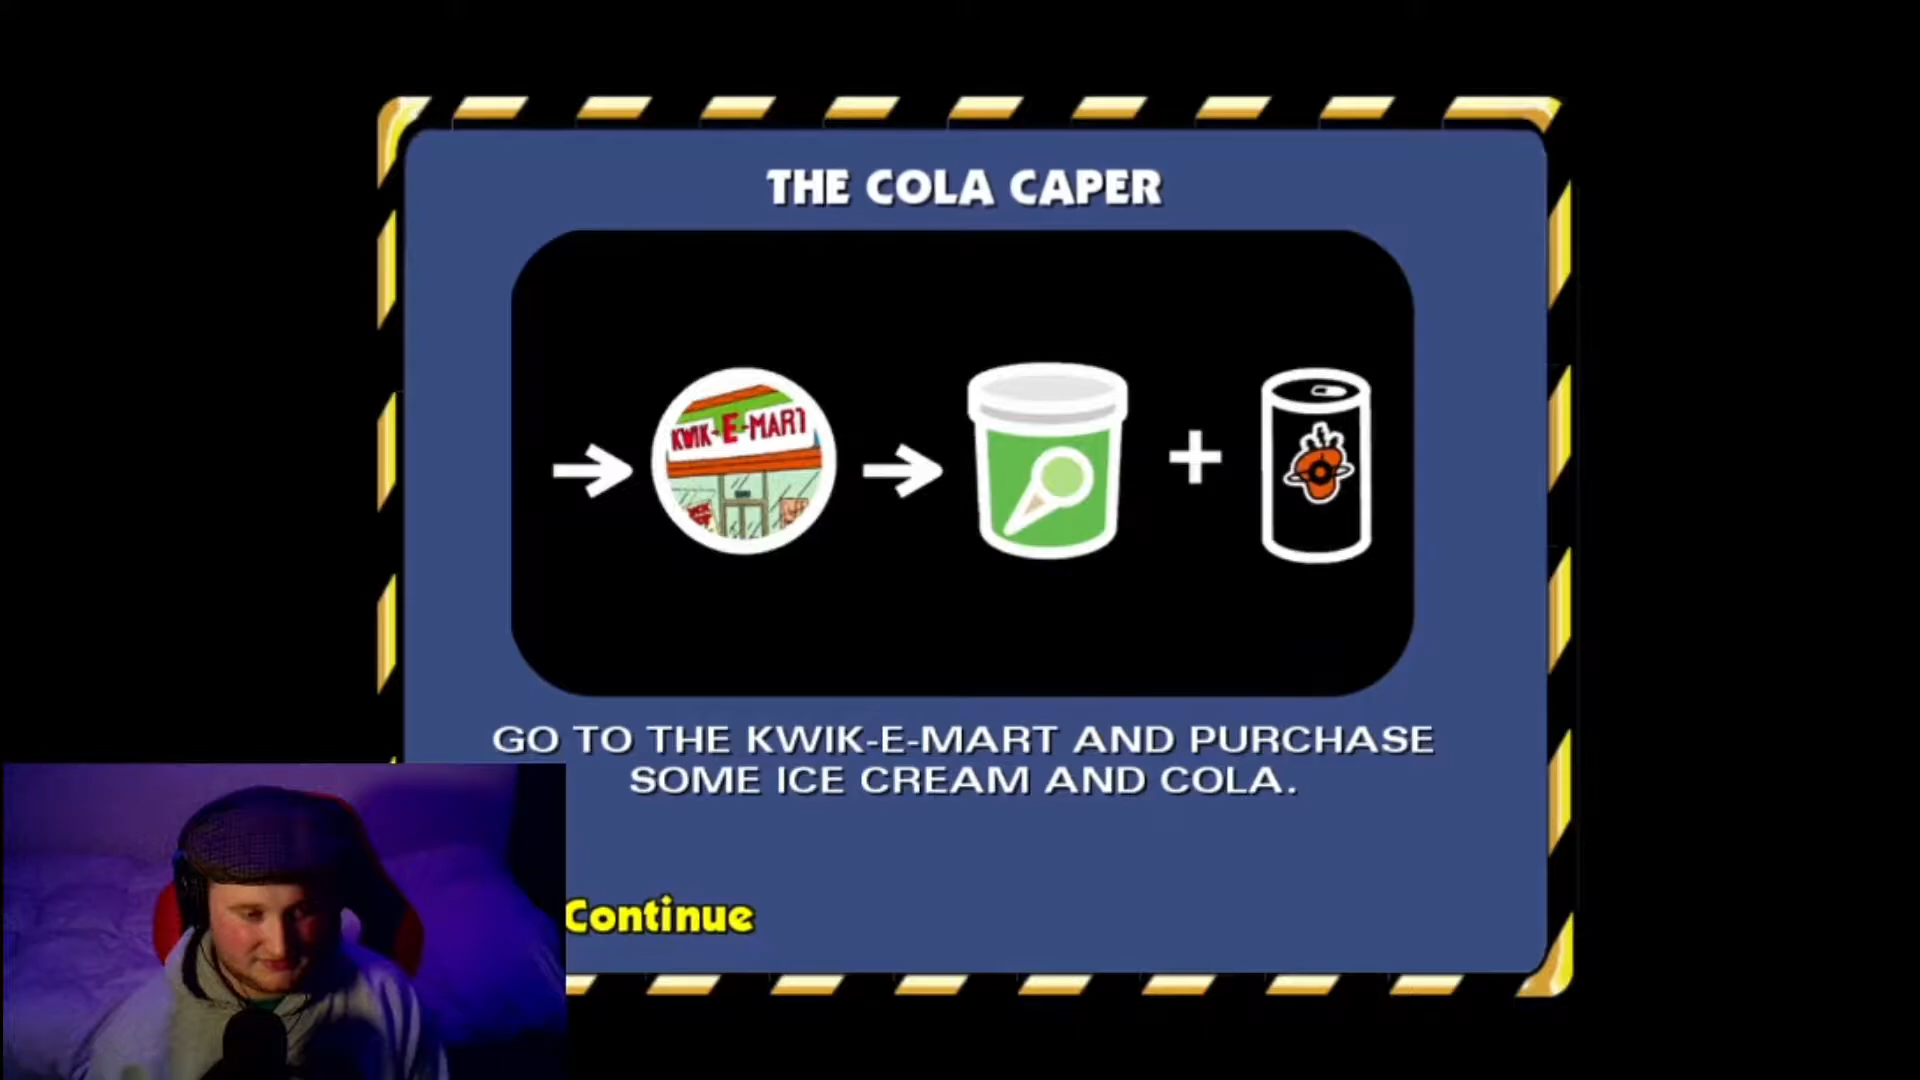 THE COLA CAPER
KWIK-E-MART
GO TO THE KWIK-E-MART AND PURCHASE
SOME ICE CREAM AND COLA.
Continue